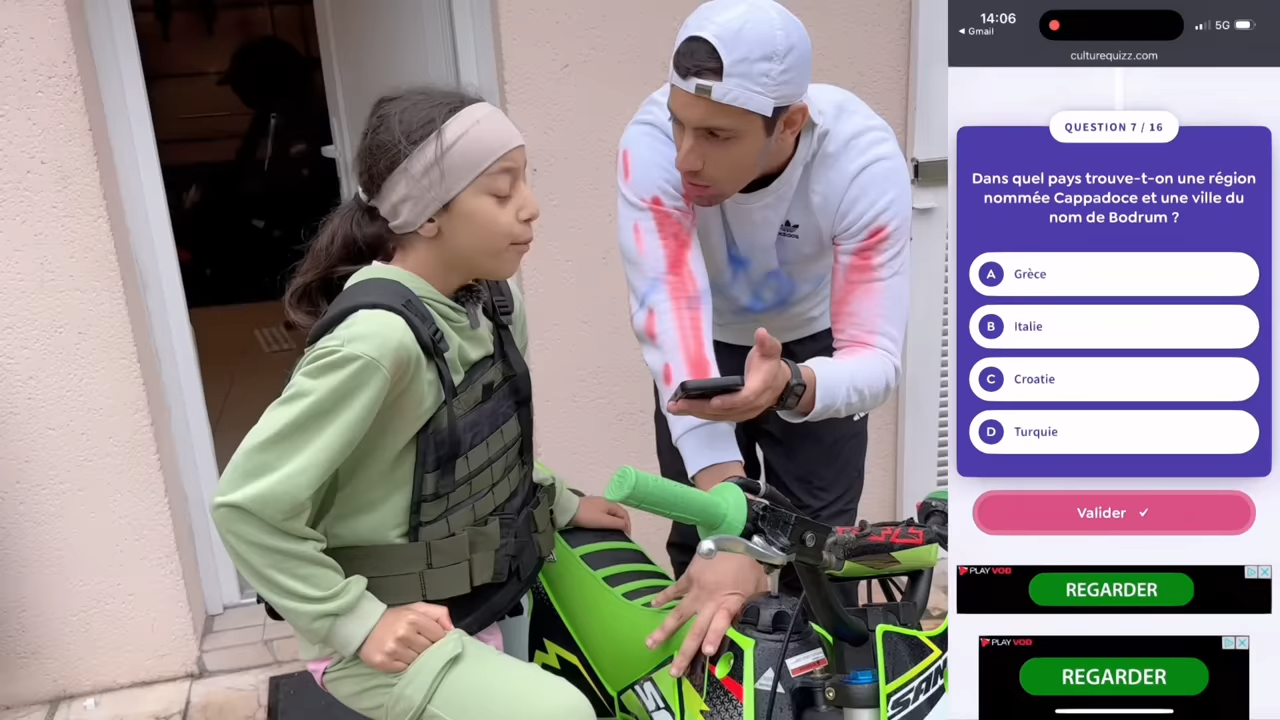 14:06
5G
◄ Gmail
culturequizz.com
QUESTION 7 / 16
Dans quel pays trouve-t-on une région
nommée Cappadoce et une ville du
nom de Bodrum ?
A Grèce
B Italie
C Croatie
D Turquie
Valider ✓
PLAY VOD
REGARDER
PLAY VOD
REGARDER
adidas